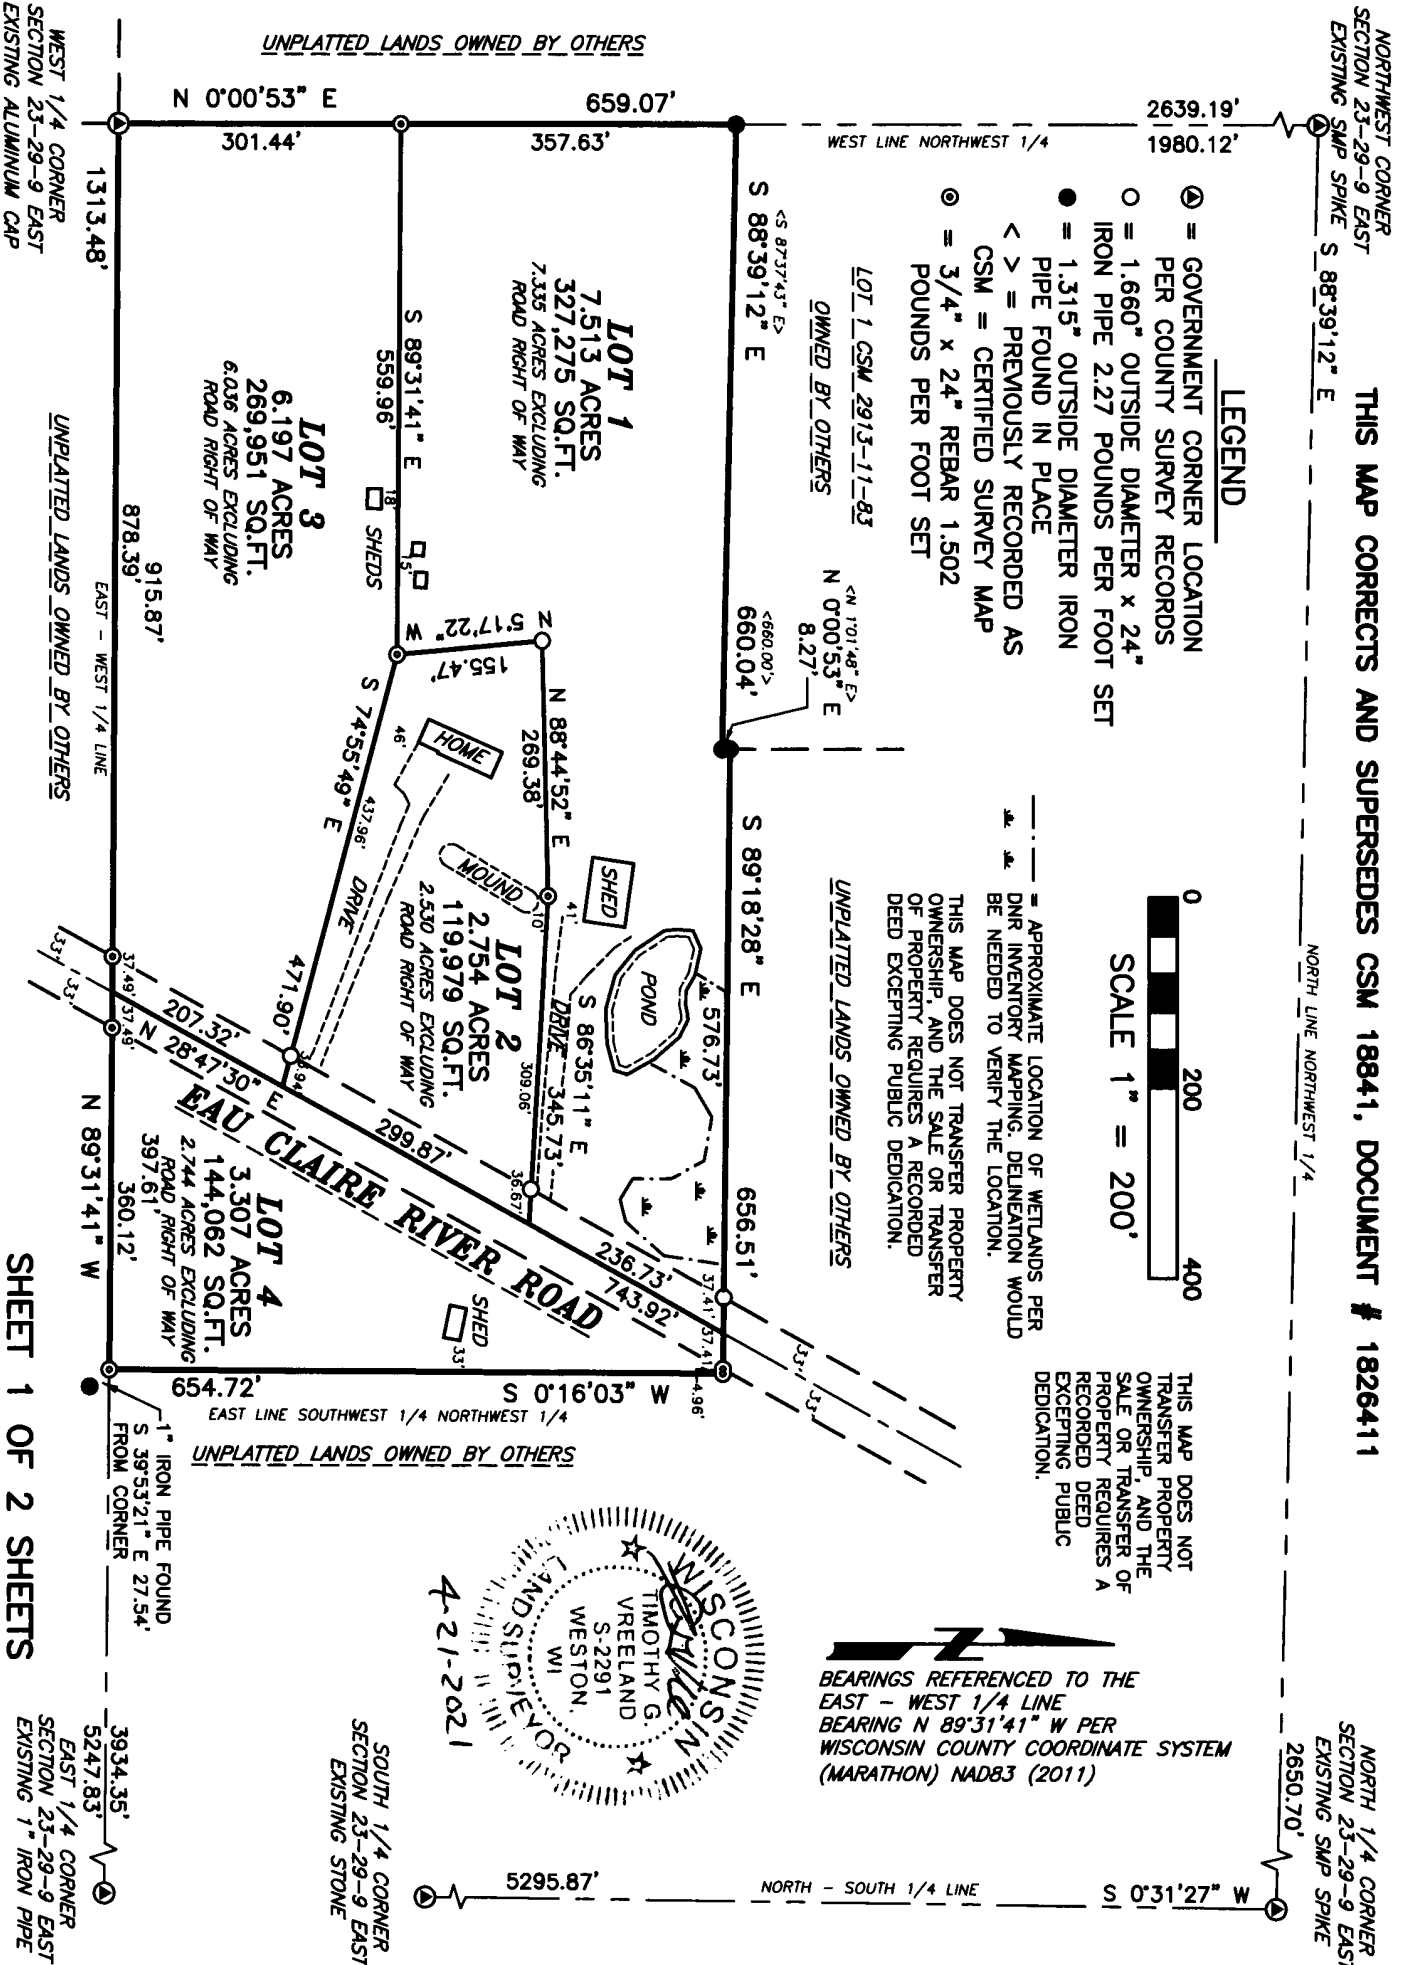 THIS MAP CORRECTS AND SUPERSEDES CSM 18841, DOCUMENT # 1826411
NORTHWEST CORNER
SECTION 23-29-9 EAST
EXISTING SMP SPIKE
S 88°39'12" E
NORTH LINE NORTHWEST 1/4
2650.70'
NORTH 1/4 CORNER
SECTION 23-29-9 EAST
EXISTING SMP SPIKE
2639.19'
1980.12'
WEST LINE NORTHWEST 1/4
LEGEND
= GOVERNMENT CORNER LOCATION
PER COUNTY SURVEY RECORDS
= 1.660" OUTSIDE DIAMETER x 24"
IRON PIPE 2.27 POUNDS PER FOOT SET
= 1.315" OUTSIDE DIAMETER IRON
PIPE FOUND IN PLACE
< > = PREVIOUSLY RECORDED AS
CSM = CERTIFIED SURVEY MAP
= 3/4" x 24" REBAR 1.502
POUNDS PER FOOT SET
0 200 400
SCALE 1" = 200'
= APPROXIMATE LOCATION OF WETLANDS PER
DNR INVENTORY MAPPING. DELINEATION WOULD
BE NEEDED TO VERIFY THE LOCATION.
THIS MAP DOES NOT TRANSFER PROPERTY
OWNERSHIP, AND THE SALE OR TRANSFER
OF PROPERTY REQUIRES A RECORDED
DEED EXCEPTING PUBLIC DEDICATION.
THIS MAP DOES NOT
TRANSFER PROPERTY
OWNERSHIP, AND THE
SALE OR TRANSFER OF
PROPERTY REQUIRES A
RECORDED DEED
EXCEPTING PUBLIC
DEDICATION.
BEARINGS REFERENCED TO THE
EAST - WEST 1/4 LINE
BEARING N 89°31'41" W PER
WISCONSIN COUNTY COORDINATE SYSTEM
(MARATHON) NAD83 (2011)
LOT 1 CSM 2913-11-83
OWNED BY OTHERS
UNPLATTED LANDS OWNED BY OTHERS
<S 87°37'43" E>
S 88°39'12" E
<660.00'>
660.04'
<N 1°01'48" E>
N 0°00'53" E
8.27'
S 89°18'28" E
576.73'
656.51'
37.41'
37.41'
4.96'
33'
33'
UNPLATTED LANDS OWNED BY OTHERS
N 0°00'53" E
659.07'
301.44'
357.63'
LOT 1
7.513 ACRES
327,275 SQ.FT.
7.335 ACRES EXCLUDING
ROAD RIGHT OF WAY
S 89°31'41" E
559.96'
18'
15'
SHEDS
N 5°17'22" W
155.47'
N 88°44'52" E
269.38'
SHED
41'
10'
POND
S 86°35'11" E
DRIVE
345.73'
309.06'
36.67'
HOME
46'
MOUND
LOT 2
2.754 ACRES
119,979 SQ.FT.
2.530 ACRES EXCLUDING
ROAD RIGHT OF WAY
S 74°55'49" E
437.96'
DRIVE
471.90'
LOT 3
6.197 ACRES
269,951 SQ.FT.
6.036 ACRES EXCLUDING
ROAD RIGHT OF WAY
207.32'
N 28°47'30" E
299.87'
236.73'
743.92'
EAU CLAIRE RIVER ROAD
LOT 4
3.307 ACRES
144,062 SQ.FT.
2.744 ACRES EXCLUDING
ROAD RIGHT OF WAY
SHED
33'
654.72'
S 0°16'03" W
EAST LINE SOUTHWEST 1/4 NORTHWEST 1/4
UNPLATTED LANDS OWNED BY OTHERS
1313.48'
878.39'
915.87'
EAST - WEST 1/4 LINE
37.49'
37.49'
33'
33'
360.12'
397.61'
N 89°31'41" W
UNPLATTED LANDS OWNED BY OTHERS
WEST 1/4 CORNER
SECTION 23-29-9 EAST
EXISTING ALUMINUM CAP
1" IRON PIPE FOUND
S 39°53'21" E 27.54'
FROM CORNER
WISCONSIN
TIMOTHY G.
VREELAND
S-2291
WESTON,
WI
LAND SURVEYOR
4-21-2021
5295.87'
NORTH - SOUTH 1/4 LINE
S 0°31'27" W
SOUTH 1/4 CORNER
SECTION 23-29-9 EAST
EXISTING STONE
3934.35'
5247.83'
EAST 1/4 CORNER
SECTION 23-29-9 EAST
EXISTING 1" IRON PIPE
SHEET 1 OF 2 SHEETS